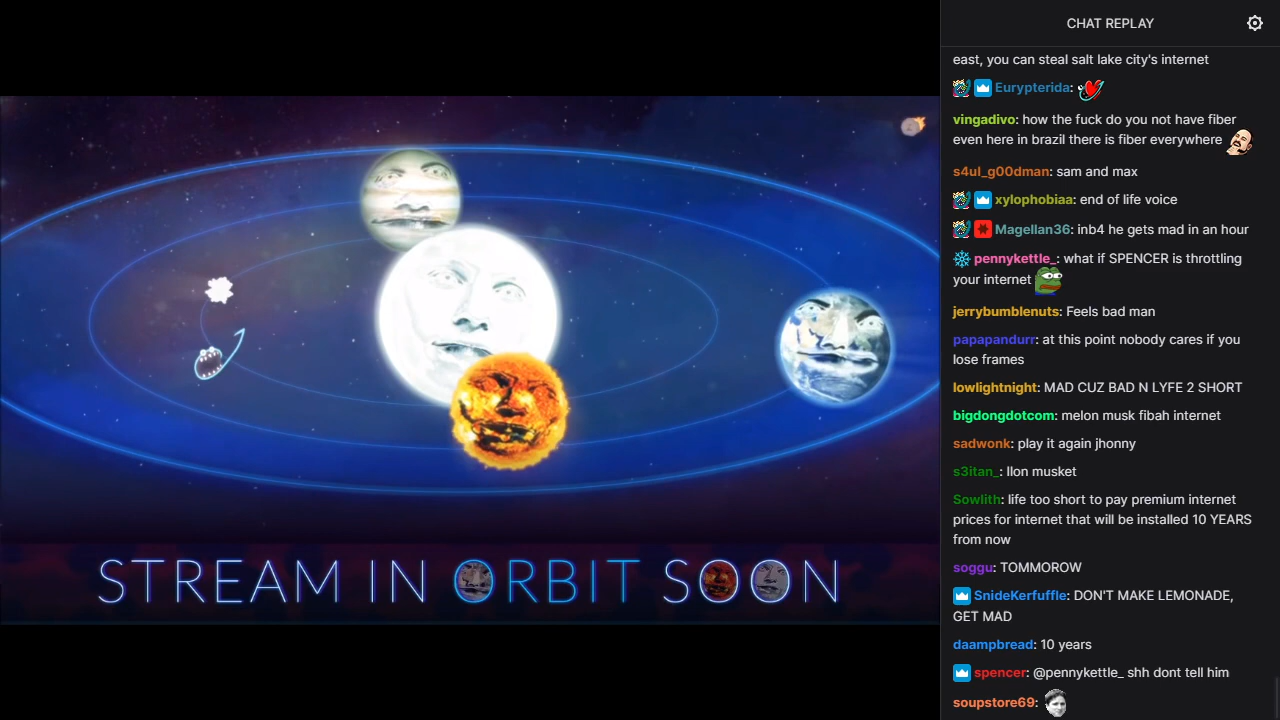 CHAT REPLAY
east, you can steal salt lake city's internet
Eurypterida:
vingadivo: how the fuck do you not have fiber
even here in brazil there is fiber everywhere
s4ul_g00dman: sam and max
xylophobiaa: end of life voice
Magellan36: inb4 he gets mad in an hour
pennykettle_: what if SPENCER is throttling
your internet
jerrybumblenuts: Feels bad man
papapandurr: at this point nobody cares if you
lose frames
lowlightnight: MAD CUZ BAD N LYFE 2 SHORT
bigdongdotcom: melon musk fibah internet
sadwonk: play it again jhonny
s3itan_: llon musket
Sowlith: life too short to pay premium internet
prices for internet that will be installed 10 YEARS
from now
soggu: TOMMOROW
SnideKerfuffle: DON'T MAKE LEMONADE,
GET MAD
daampbread: 10 years
spencer: @pennykettle_ shh dont tell him
soupstore69:
STREAM IN ORBIT SOON